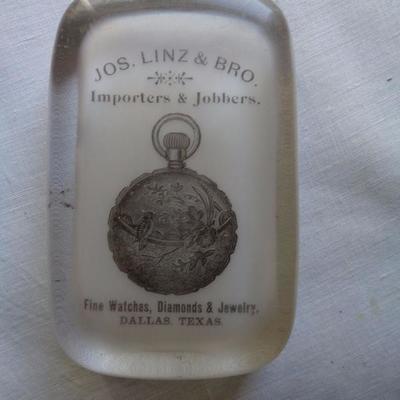 JOS. LINZ & BRO.
Importers & Jobbers.
Fine Watches, Diamonds & Jewelry.
DALLAS, TEXAS.